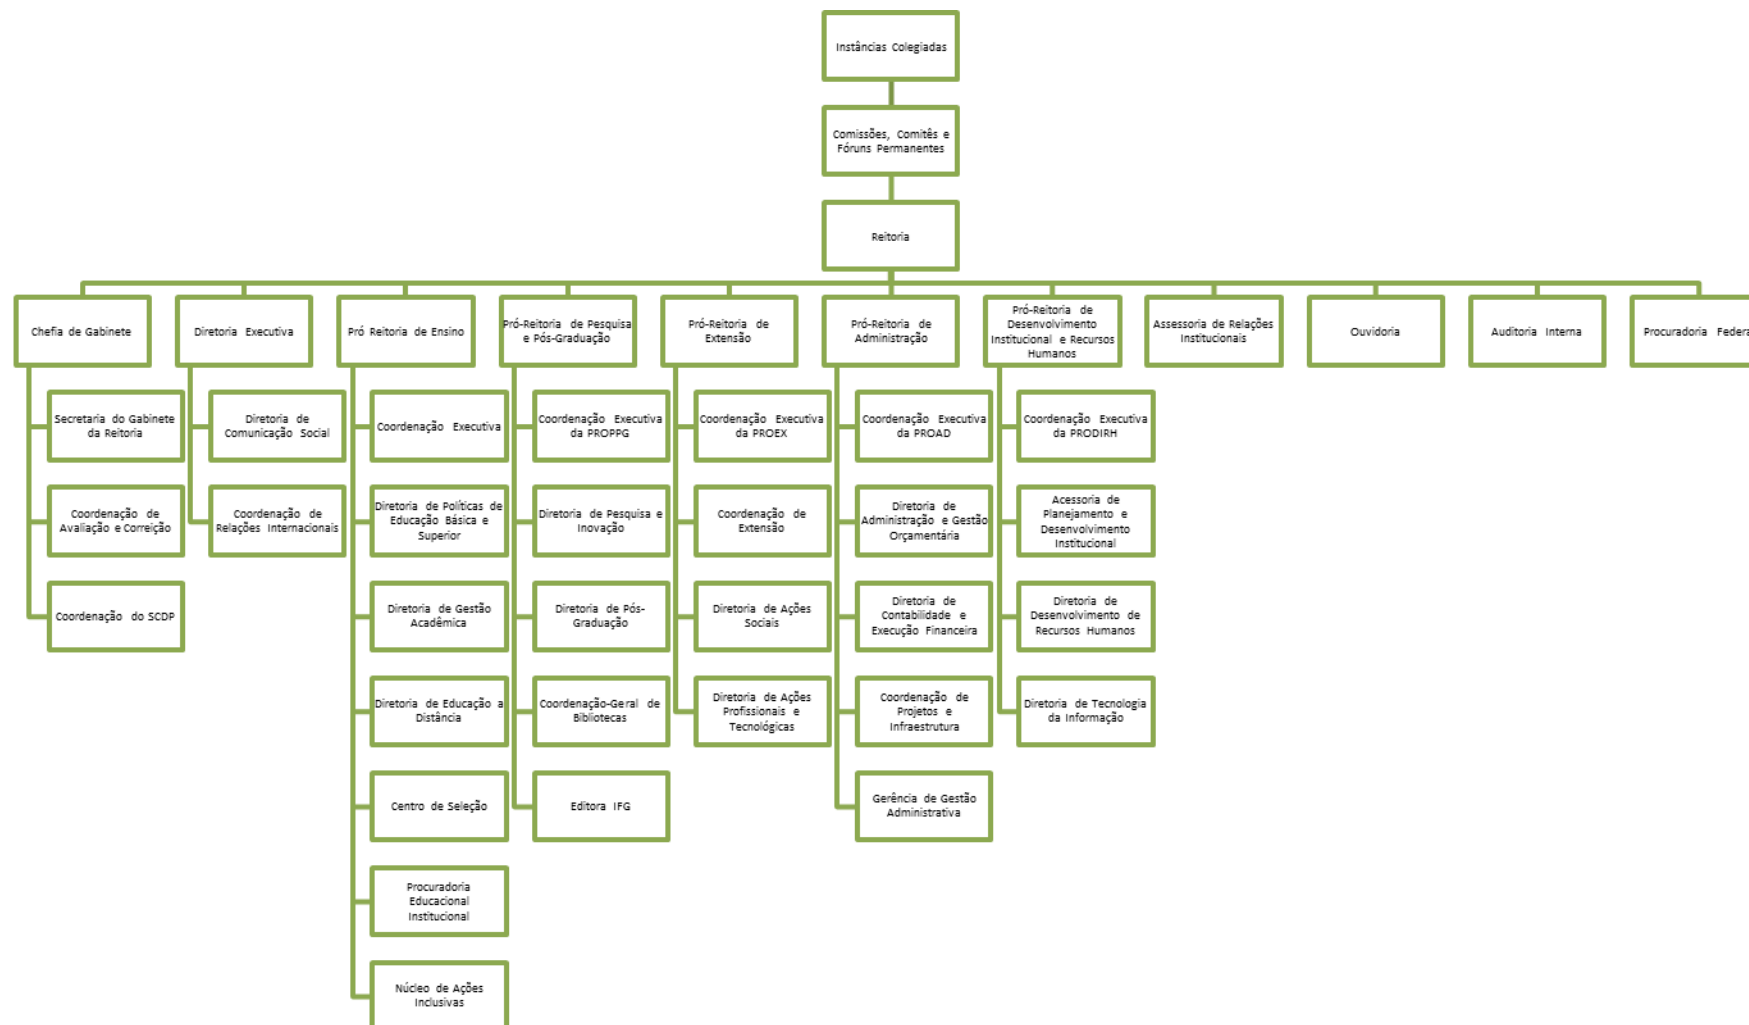 Instâncias Colegiadas
Comissões, Comitês e
Fóruns Permanentes
Reitoria
Chefia de Gabinete
Secretaria do Gabinete
da Reitoria
Coordenação de
Avaliação e Correição
Coordenação do SCDP
Diretoria Executiva
Diretoria de
Comunicação Social
Coordenação de
Relações Internacionais
Pró Reitoria de Ensino
Coordenação Executiva
Diretoria de Políticas de
Educação Básica e
Superior
Diretoria de Gestão
Acadêmica
Diretoria de Educação a
Distância
Centro de Seleção
Procuradoria
Educacional
Institucional
Núcleo de Ações
Inclusivas
Pró-Reitoria de Pesquisa
e Pós-Graduação
Coordenação Executiva
da PROPPG
Diretoria de Pesquisa e
Inovação
Diretoria de Pós-
Graduação
Coordenação-Geral de
Bibliotecas
Editora IFG
Pró-Reitoria de
Extensão
Coordenação Executiva
da PROEX
Coordenação de
Extensão
Diretoria de Ações
Sociais
Diretoria de Ações
Profissionais e
Tecnológicas
Pró-Reitoria de
Administração
Coordenação Executiva
da PROAD
Diretoria de
Administração e Gestão
Orçamentária
Diretoria de
Contabilidade e
Execução Financeira
Coordenação de
Projetos e
Infraestrutura
Gerência de Gestão
Administrativa
Pró-Reitoria de
Desenvolvimento
Institucional e Recursos
Humanos
Coordenação Executiva
da PRODIRH
Acessoria de
Planejamento e
Desenvolvimento
Institucional
Diretoria de
Desenvolvimento de
Recursos Humanos
Diretoria de Tecnologia
da Informação
Assessoria de Relações
Institucionais
Ouvidoria
Auditoria Interna
Procuradoria Federa